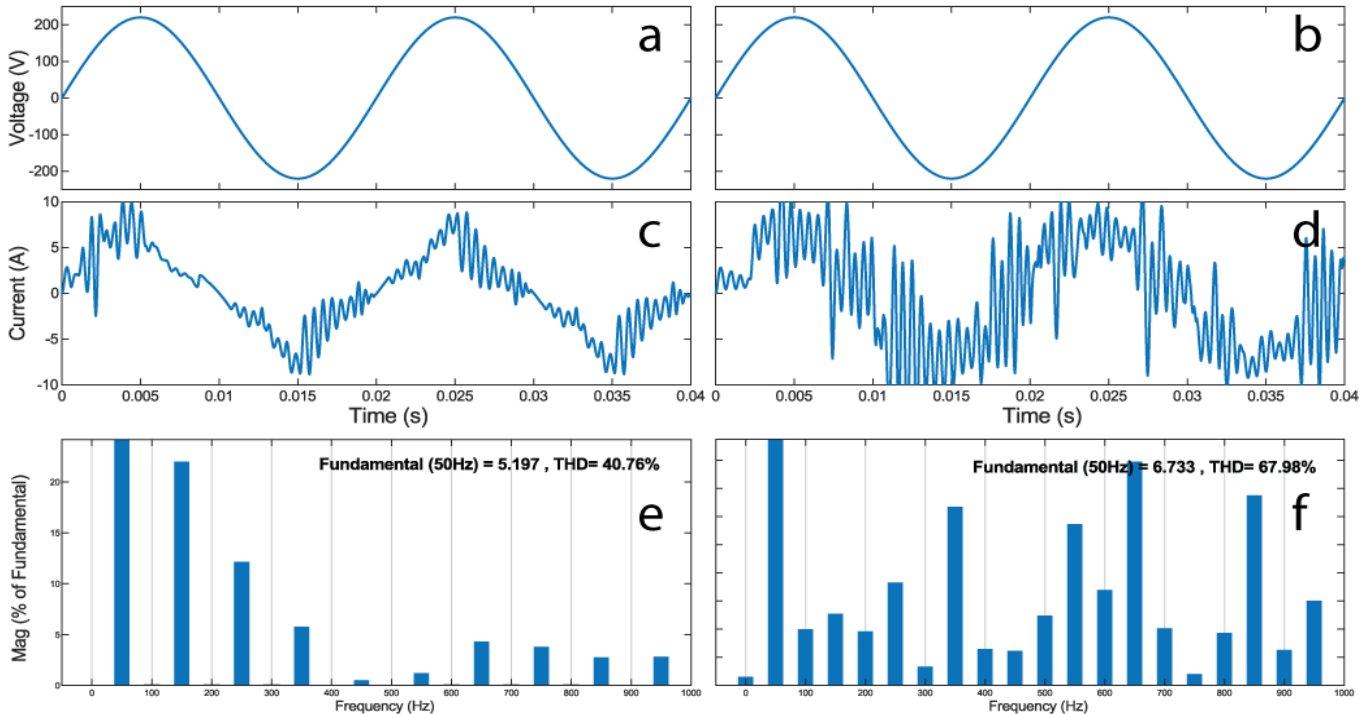 Voltage (V)
200
100
0
-100
-200
a
b
Current (A)
10
5
0
-5
-10
c
d
0 0.005 0.01 0.015 0.02 0.025 0.03 0.035 0.04
Time (s)
0 0.005 0.01 0.015 0.02 0.025 0.03 0.035 0.04
Time (s)
Mag (% of Fundamental)
20
15
10
5
0
Fundamental (50Hz) = 5.197 , THD= 40.76%
e
Fundamental (50Hz) = 6.733 , THD= 67.98%
f
0 100 200 300 400 500 600 700 800 900 1000
Frequency (Hz)
0 100 200 300 400 500 600 700 800 900 1000
Frequency (Hz)